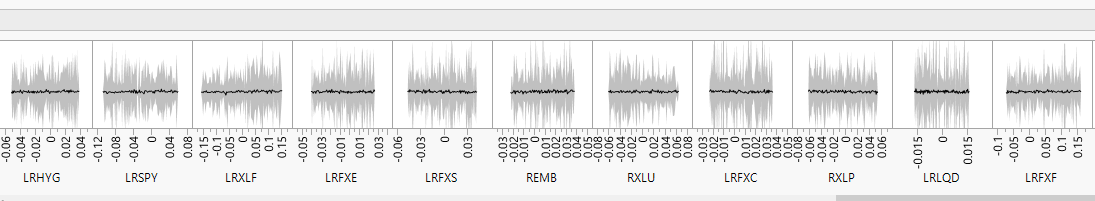 -0.06 -0.04 -0.02 0 0.02 0.04 -0.12 -0.08 -0.04 0 0.04 0.08 -0.15 -0.10 -0.05 0 0.05 0.10 0.15 -0.06 -0.03 -0.01 0.01 0.03 -0.06 -0.03 0 0.03 -0.03 -0.02 -0.01 0 0.01 0.02 0.03 0.04 0.05 -0.06 -0.04 -0.02 0 0.02 0.04 0.06 0.08 -0.03 -0.02 -0.01 0 0.01 0.02 0.03 0.04 0.05 -0.08 -0.06 -0.04 -0.02 0 0.02 0.04 0.06 -0.015 0 0.015 -0.1 -0.05 0 0.05 0.1 0.15
LRHYG LRSPY LRXLF LRFXE LRFXS REMB RXLU LRFXC RXLP LRLQD LRFXF